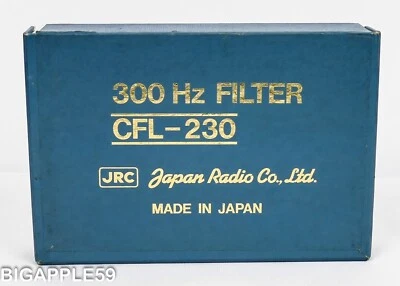 300 Hz FILTER
CFL-230
JRC Japan Radio Co., Ltd.
MADE IN JAPAN
BIGAPPLE59